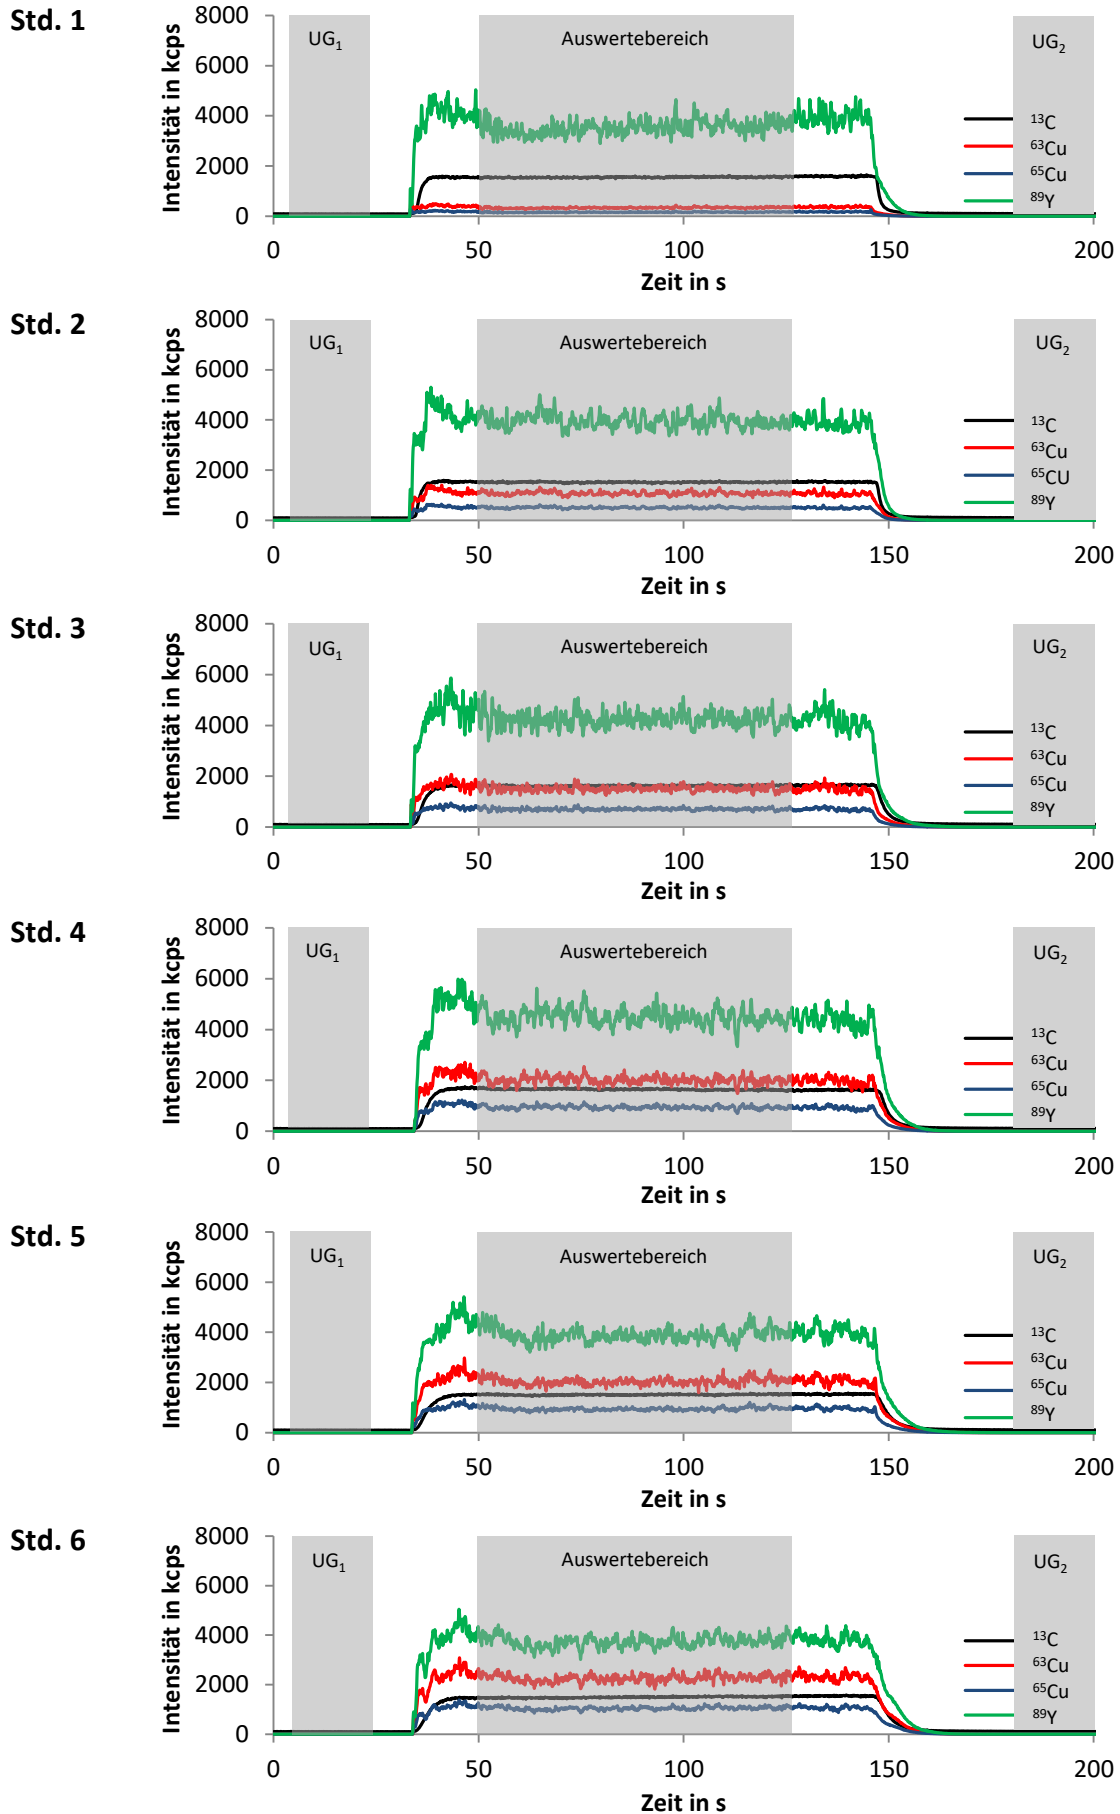 Std. 1
Intensität in kcps
8000
6000
4000
2000
0
UG₁
Auswertebereich
UG₂
¹³C
⁶³Cu
⁶⁵Cu
⁸⁹Y
0 50 100 150 200
Zeit in s
Std. 2
Intensität in kcps
8000
6000
4000
2000
0
UG₁
Auswertebereich
UG₂
¹³C
⁶³Cu
⁶⁵CU
⁸⁹Y
0 50 100 150 200
Zeit in s
Std. 3
Intensität in kcps
8000
6000
4000
2000
0
UG₁
Auswertebereich
UG₂
¹³C
⁶³Cu
⁶⁵Cu
⁸⁹Y
0 50 100 150 200
Zeit in s
Std. 4
Intensität in kcps
8000
6000
4000
2000
0
UG₁
Auswertebereich
UG₂
¹³C
⁶³Cu
⁶⁵Cu
⁸⁹Y
0 50 100 150 200
Zeit in s
Std. 5
Intensität in kcps
8000
6000
4000
2000
0
UG₁
Auswertebereich
UG₂
¹³C
⁶³Cu
⁶⁵Cu
⁸⁹Y
0 50 100 150 200
Zeit in s
Std. 6
Intensität in kcps
8000
6000
4000
2000
0
UG₁
Auswertebereich
UG₂
¹³C
⁶³Cu
⁶⁵Cu
⁸⁹Y
0 50 100 150 200
Zeit in s